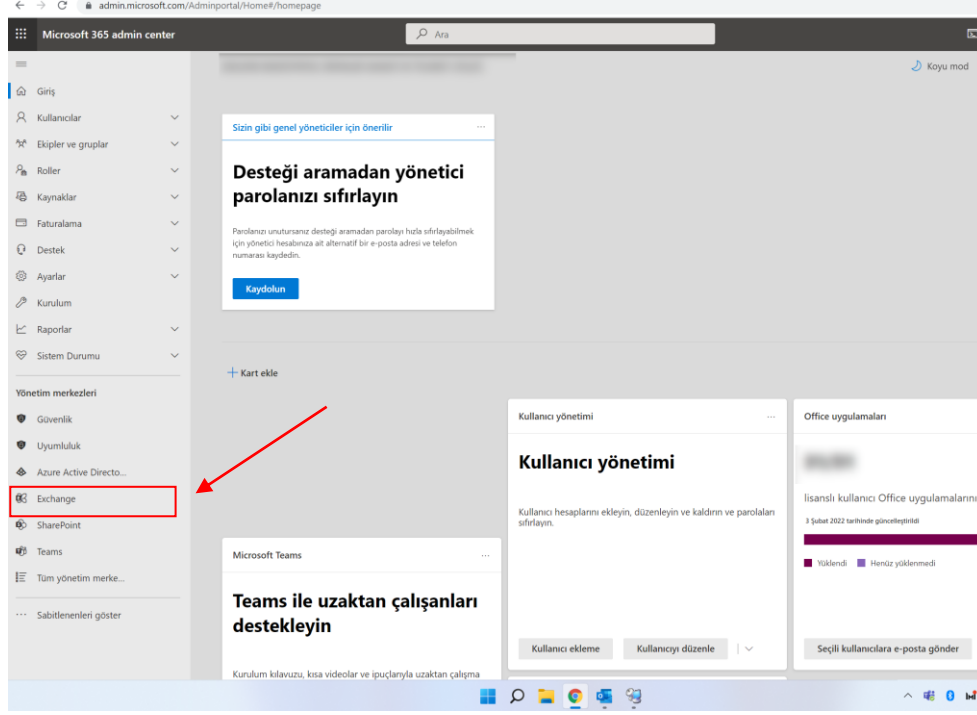 admin.microsoft.com/Adminportal/Home#/homepage
Microsoft 365 admin center
Ara
Koyu mod
Giriş
Kullanıcılar
Ekipler ve gruplar
Roller
Kaynaklar
Faturalama
Destek
Ayarlar
Kurulum
Raporlar
Sistem Durumu
Yönetim merkezleri
Güvenlik
Uyumluluk
Azure Active Directo...
Exchange
SharePoint
Teams
Tüm yönetim merke...
Sabitlenenleri göster
Sizin gibi genel yöneticiler için önerilir
Desteği aramadan yönetici
parolanızı sıfırlayın
Parolanızı unutursanız desteği aramadan parolayı hızla sıfırlayabilmek
için yönetici hesabınıza ait alternatif bir e-posta adresi ve telefon
numarası kaydedin.
Kaydolun
Kart ekle
Microsoft Teams
Teams ile uzaktan çalışanları
destekleyin
Kurulum kılavuzu, kısa videolar ve ipuçlarıyla uzaktan çalışma
Kullanıcı yönetimi
Kullanıcı yönetimi
Kullanıcı hesaplarını ekleyin, düzenleyin ve kaldırın ve parolaları
sıfırlayın.
Kullanıcı ekleme
Kullanıcıyı düzenle
Office uygulamaları
lisanslı kullanıcı Office uygulamalarını
3 Şubat 2022 tarihinde güncelleştirildi
Yüklendi
Henüz yüklenmedi
Seçili kullanıcılara e-posta gönder